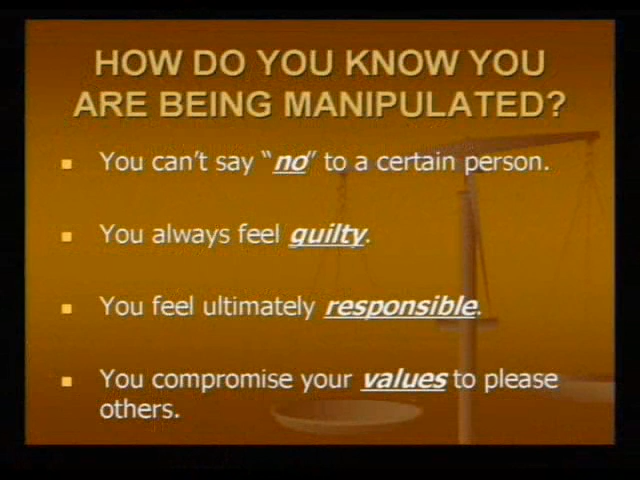 HOW DO YOU KNOW YOU
ARE BEING MANIPULATED?
You can't say "no" to a certain person.
You always feel guilty.
You feel ultimately responsible.
You compromise your values to please
others.